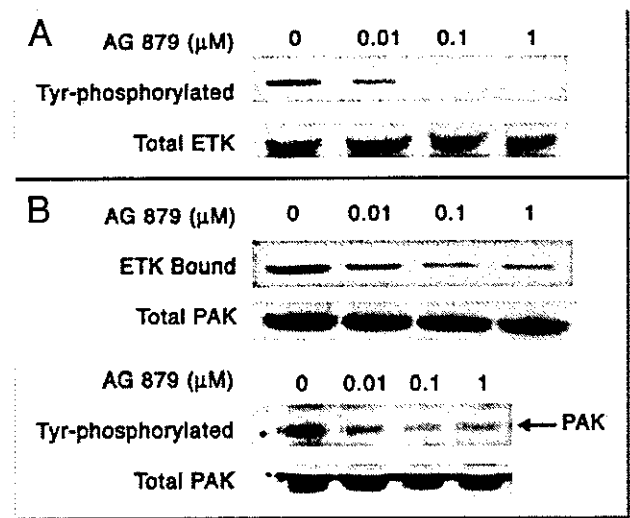 A AG 879 (μM) 0 0.01 0.1 1
Tyr-phosphorylated
Total ETK
B AG 879 (μM) 0 0.01 0.1 1
ETK Bound
Total PAK
AG 879 (μM) 0 0.01 0.1 1
Tyr-phosphorylated ← PAK
Total PAK